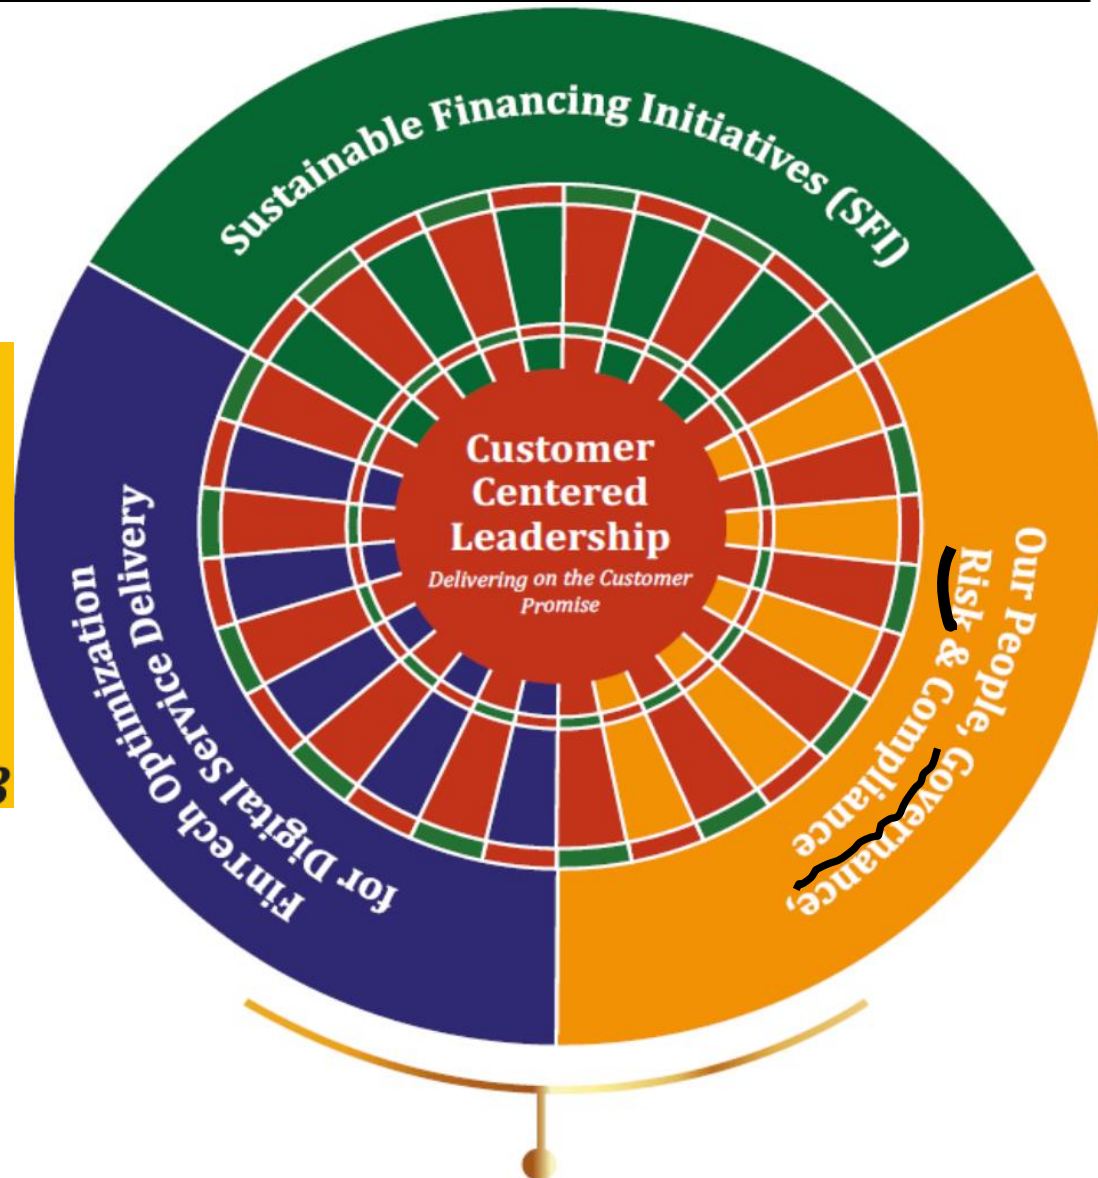 Sustainable Financing Initiatives (SFI)
Customer
Centered
Leadership
Delivering on the Customer
Promise
Our People, Governance,
Risk & Compliance
FinTech Optimization
for Digital Service Delivery
3